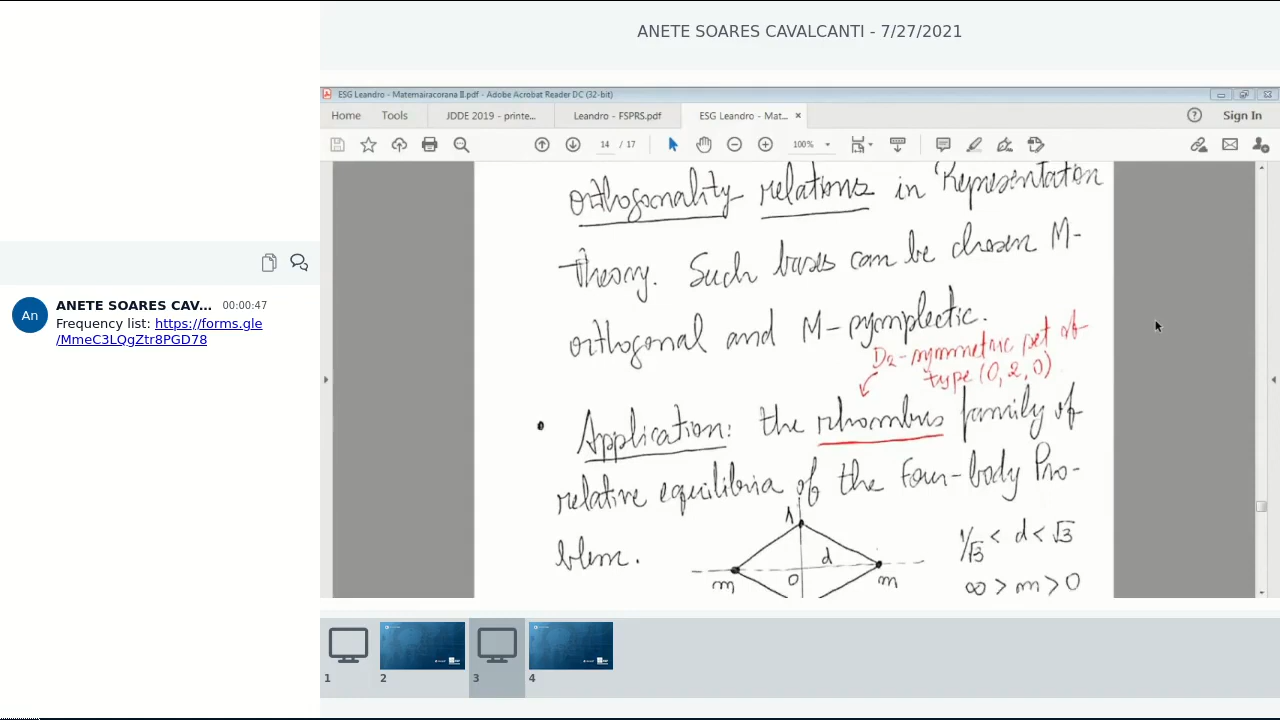 ANETE SOARES CAVALCANTI - 7/27/2021
ESG Leandro - Matemairacorana II.pdf - Adobe Acrobat Reader DC (32-bit)
Home
Tools
JDDE 2019 - printe...
Leandro - FSPRS.pdf
ESG Leandro - Mat...
Sign In
14 / 17
100%
orthogonality relations in Representation
theory. Such bases can be chosen M-
orthogonal and M-symplectic.
D2-symmetric set of
type (0, 2, 0)
• Application: the rhombus family of
relative equilibria of the Four-body Pro-
blem.
1
d
m
0
m
1/√3 < d < √3
∞ > m > 0
An
ANETE SOARES CAV...
00:00:47
Frequency list: https://forms.gle
/MmeC3LQgZtr8PGD78
1
2
3
4